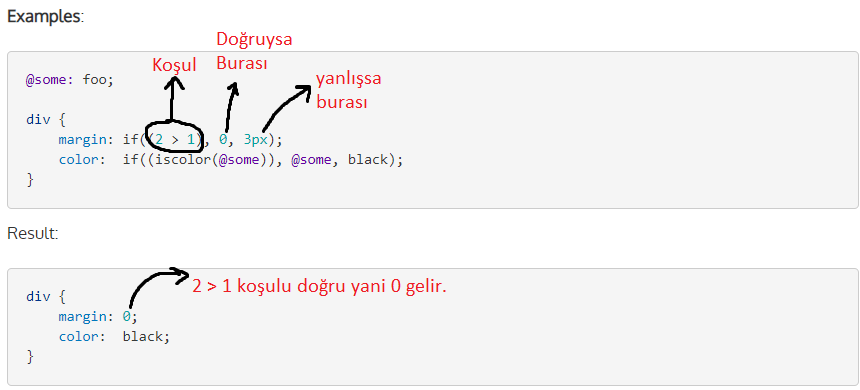 Examples:
Doğruysa
Burası
Koşul
yanlışsa
burası
@some: foo;
div {
margin: if((2 > 1), 0, 3px);
color: if((iscolor(@some)), @some, black);
}
Result:
2 > 1 koşulu doğru yani 0 gelir.
div {
margin: 0;
color: black;
}